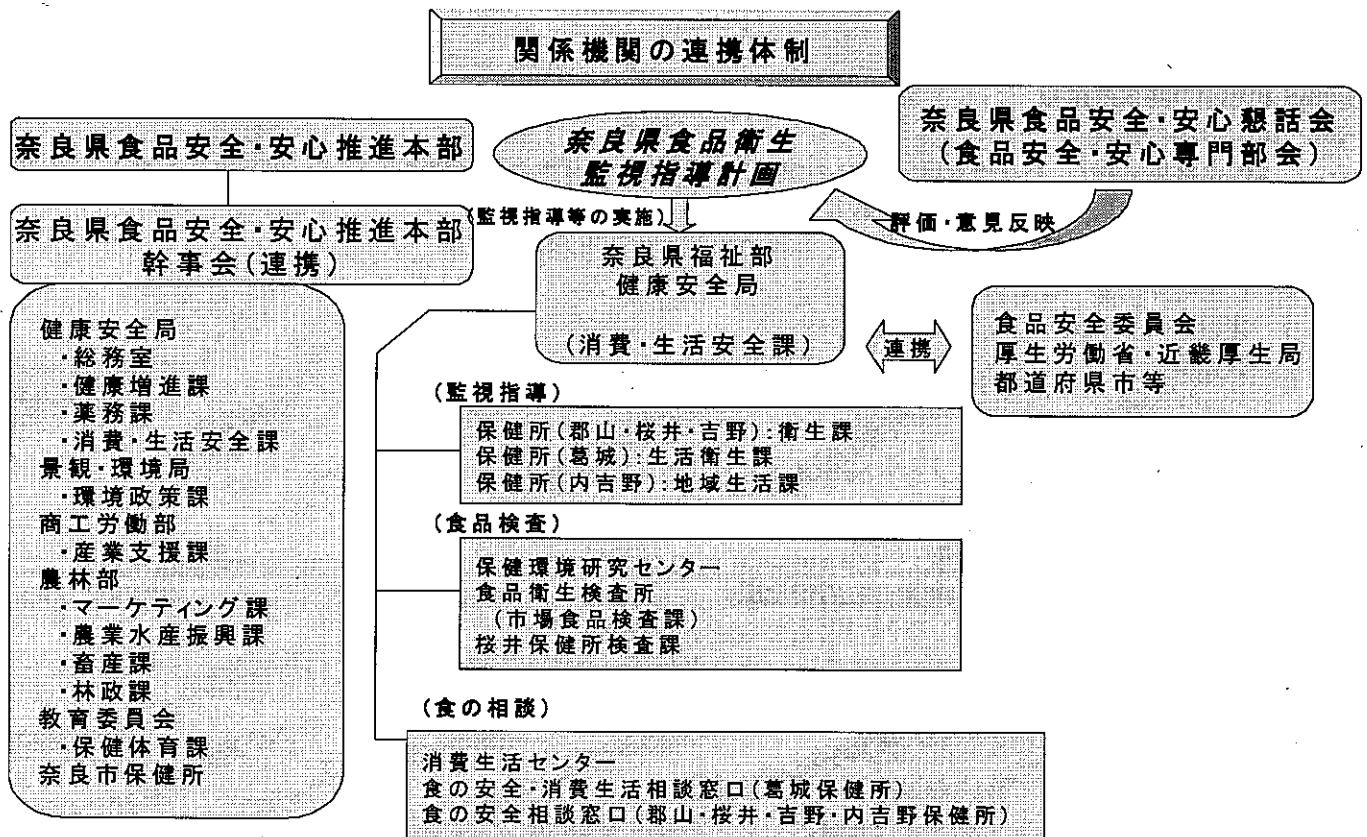 関係機関の連携体制
奈良県食品安全・安心推進本部
奈良県食品衛生
監視指導計画
奈良県食品安全・安心懇話会
(食品安全・安心専門部会)
(監視指導等の実施)
評価・意見反映
奈良県食品安全・安心推進本部
幹事会(連携)
奈良県福祉部
健康安全局
(消費・生活安全課)
連携
食品安全委員会
厚生労働省・近畿厚生局
都道府県市等
健康安全局
・総務室
・健康増進課
・薬務課
・消費・生活安全課
景観・環境局
・環境政策課
商工労働部
・産業支援課
農林部
・マーケティング課
・農業水産振興課
・畜産課
・林政課
教育委員会
・保健体育課
奈良市保健所
(監視指導)
保健所(郡山・桜井・吉野):衛生課
保健所(葛城):生活衛生課
保健所(内吉野):地域生活課
(食品検査)
保健環境研究センター
食品衛生検査所
(市場食品検査課)
桜井保健所検査課
(食の相談)
消費生活センター
食の安全・消費生活相談窓口(葛城保健所)
食の安全相談窓口(郡山・桜井・吉野・内吉野保健所)